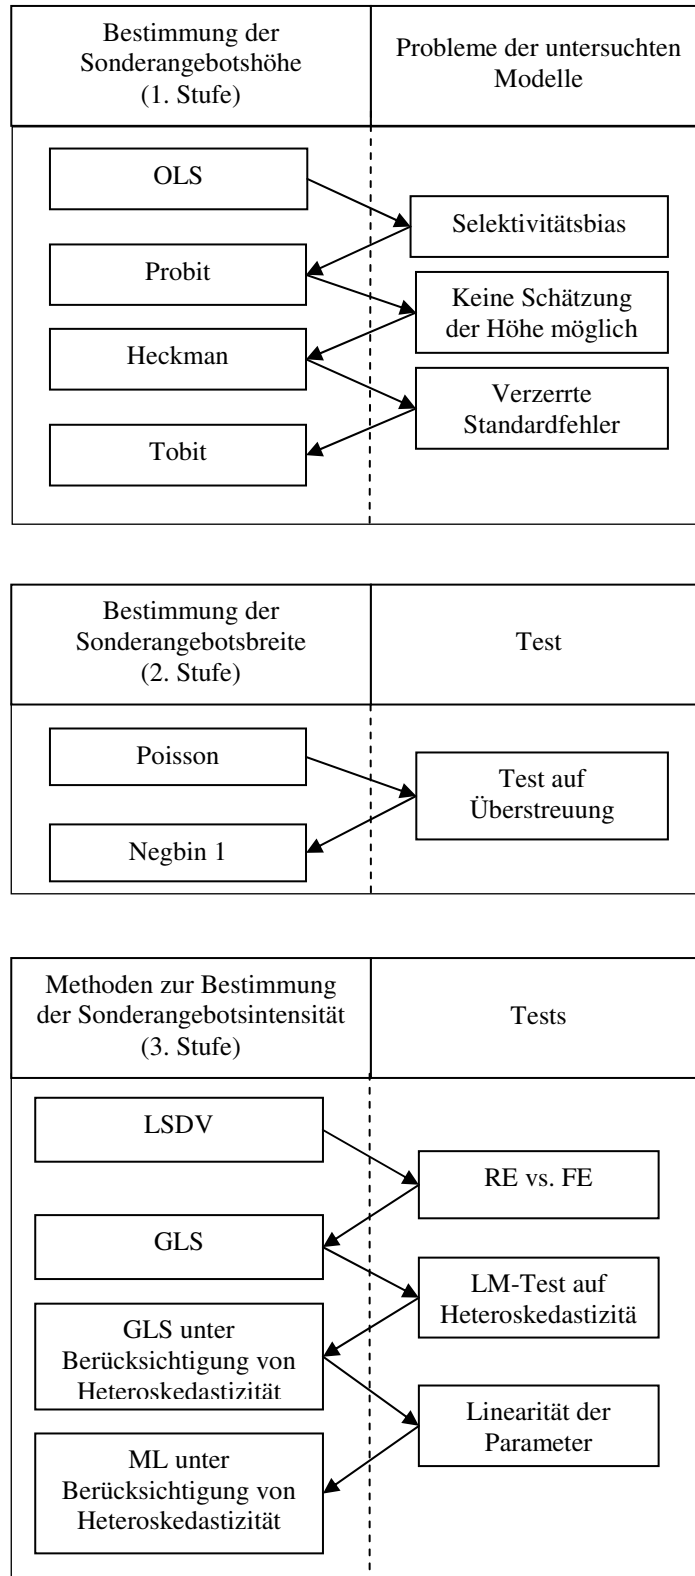 Bestimmung der
Sonderangebotshöhe
(1. Stufe)
Probleme der untersuchten
Modelle
OLS
Selektivitätsbias
Probit
Keine Schätzung
der Höhe möglich
Heckman
Verzerrte
Standardfehler
Tobit
Bestimmung der
Sonderangebotsbreite
(2. Stufe)
Test
Poisson
Test auf
Überstreuung
Negbin 1
Methoden zur Bestimmung
der Sonderangebotsintensität
(3. Stufe)
Tests
LSDV
RE vs. FE
GLS
LM-Test auf
Heteroskedastizitä
GLS unter
Berücksichtigung von
Heteroskedastizität
Linearität der
Parameter
ML unter
Berücksichtigung von
Heteroskedastizität